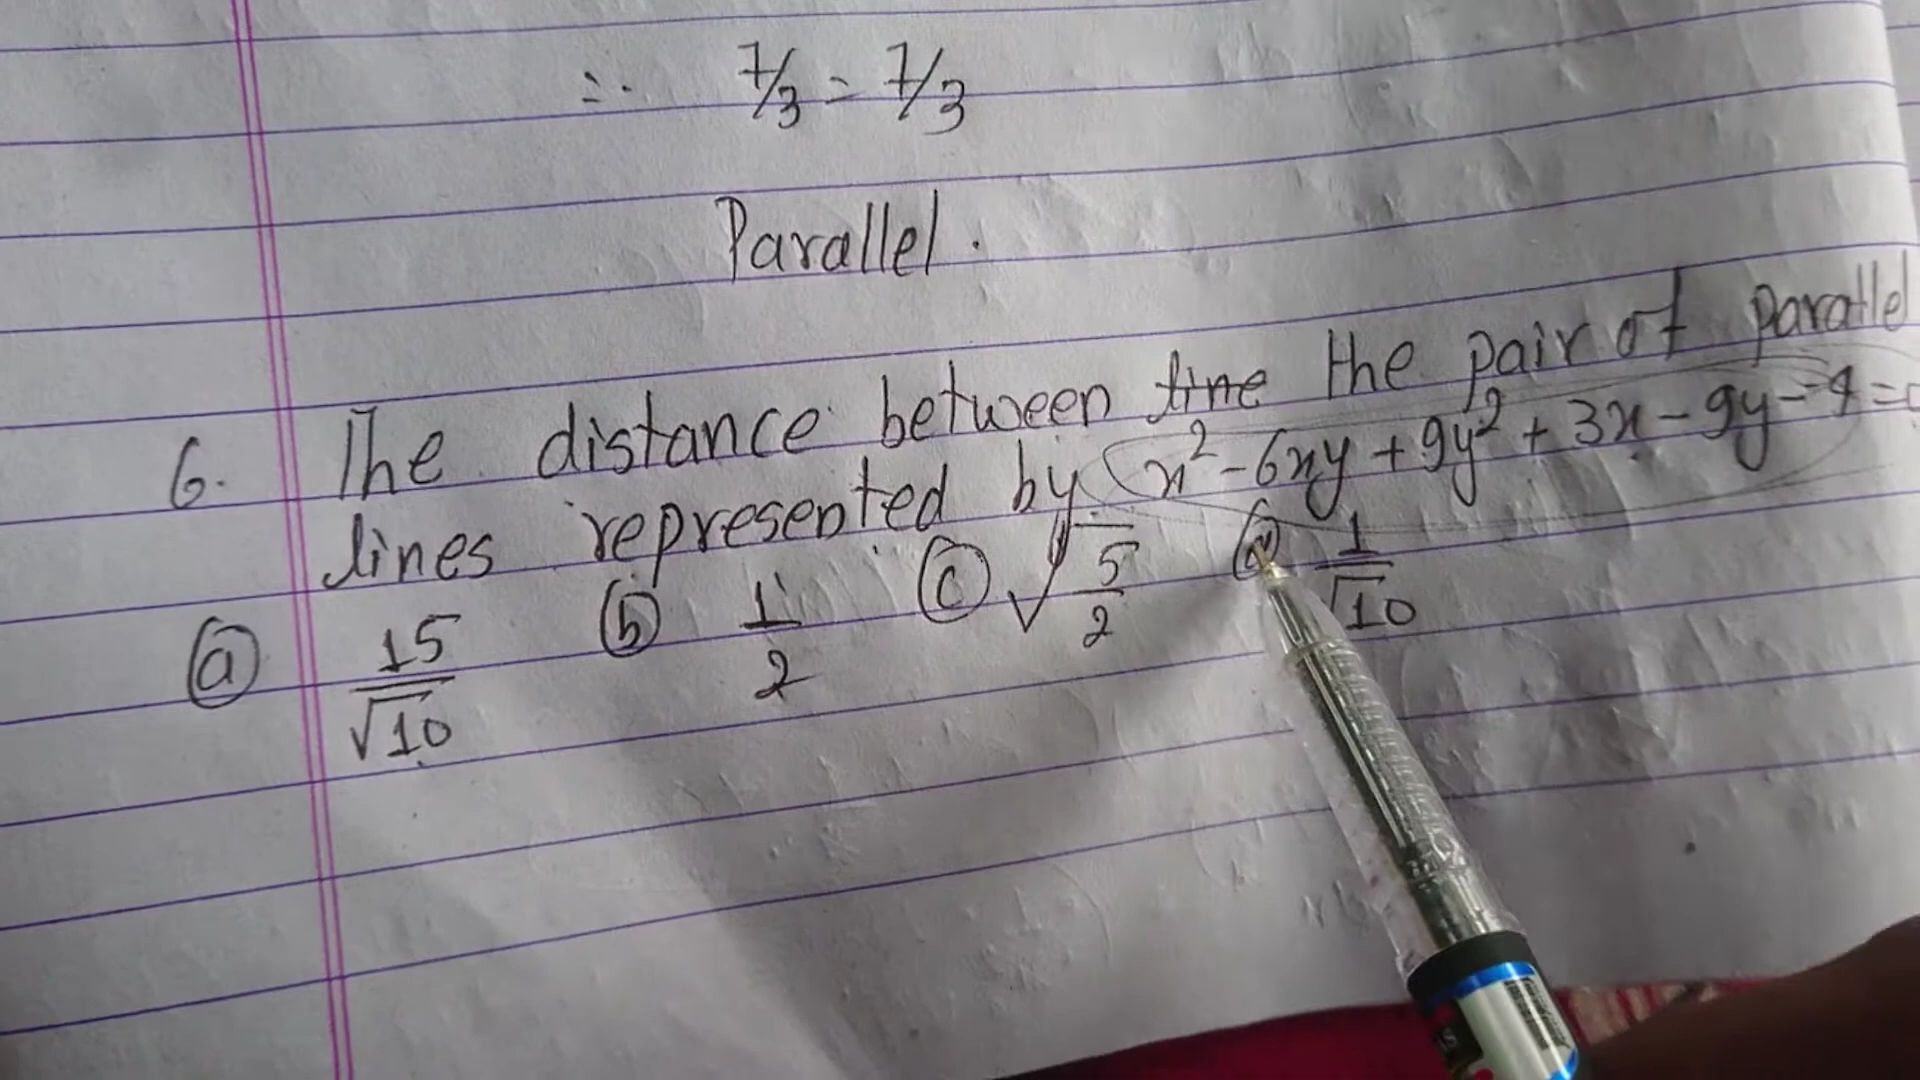 ∴ 7/3 = 7/3
Parallel.
6. The distance between line the pair of parallel
lines represented by x² - 6xy + 9y² + 3x - 9y - 4 = 0
(a) 15/√10 (b) 1/2 (c) √5/2 (d) 1/√10